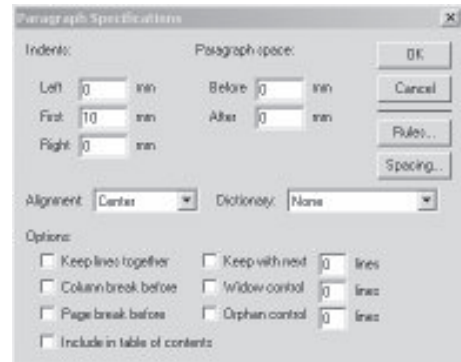 Paragraph Specifications
Indents: Paragraph space: OK
Left 0 mm Before 0 mm Cancel
First 10 mm After 0 mm
Right 0 mm Rules...
Spacing...
Alignment: Center Dictionary: None
Options:
Keep lines together Keep with next 0 lines
Column break before Widow control 0 lines
Page break before Orphan control 0 lines
Include in table of contents